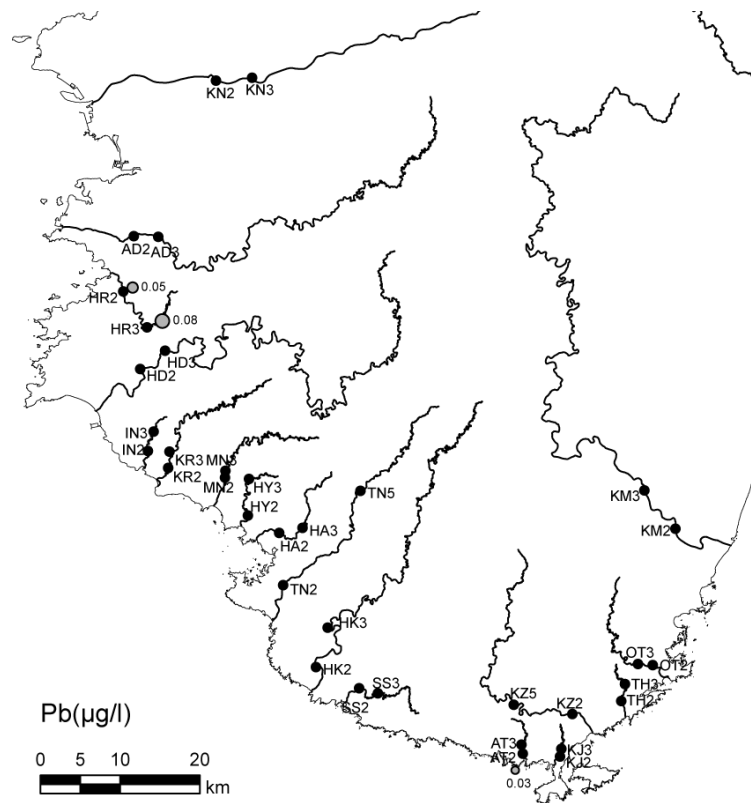 KN2
KN3
AD2
AD3
0.05
HR2
0.08
HR3
HD3
HD2
IN3
IN2
KR3
KR2
MN3
MN2
HY3
HY2
TN5
KM3
KM2
HA3
HA2
TN2
HK3
HK2
SS3
SS2
OT3
OT2
TH3
TH2
KZ5
KZ2
AT3
AT2
KJ3
KJ2
0.03
Pb(µg/l)
0 10 20
km